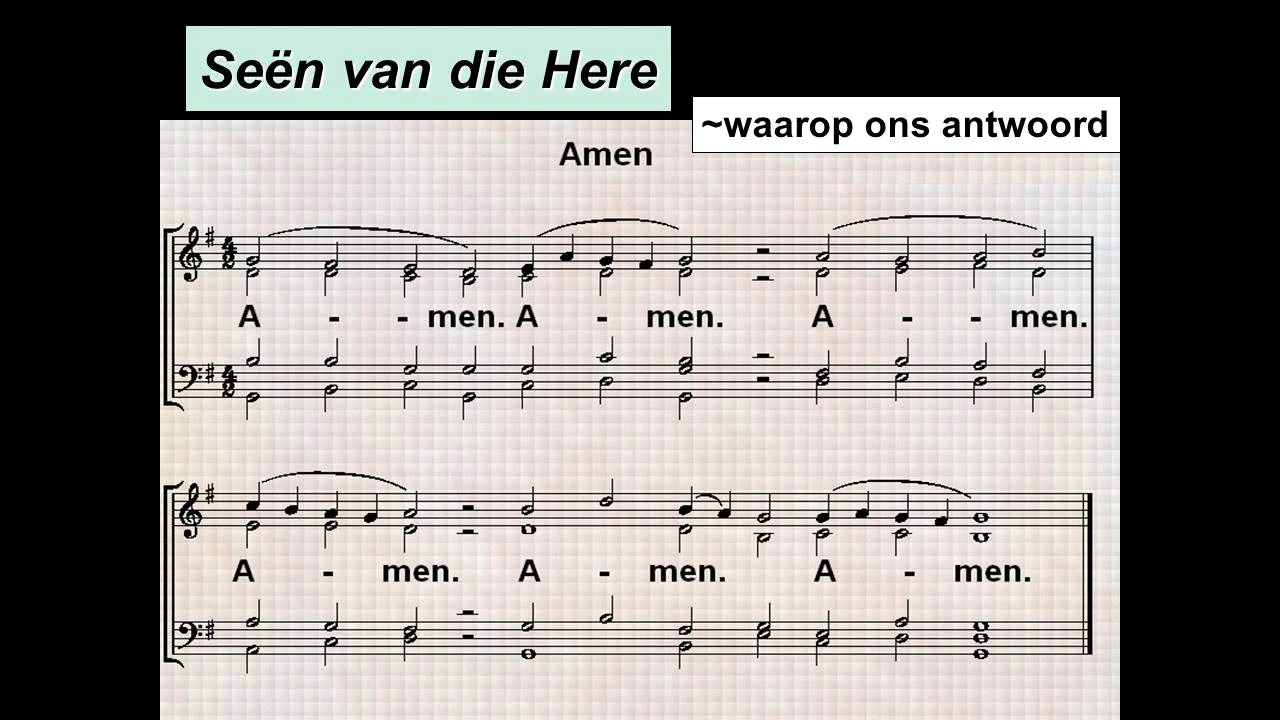 Seën van die Here
~waarop ons antwoord
Amen
A - - men. A - men. A - - men.
A - men. A - men. A - men.